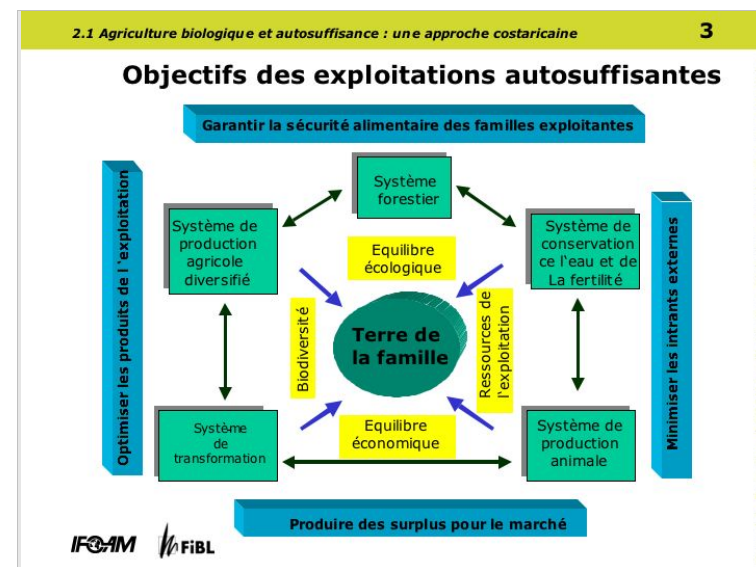 2.1 Agriculture biologique et autosuffisance : une approche costaricaine
3
Objectifs des exploitations autosuffisantes
Garantir la sécurité alimentaire des familles exploitantes
Optimiser les produits de l 'exploitation
Système
forestier
Système de
production
agricole
diversifié
Système de
conservation
ce l'eau et de
La fertilité
Equilibre
écologique
Biodiversité
Terre de
la famille
Ressources de
l'exploitation
Minimiser les intrants externes
Système
de
transformation
Equilibre
économique
Système de
production
animale
Produire des surplus pour le marché
IFOAM
FiBL